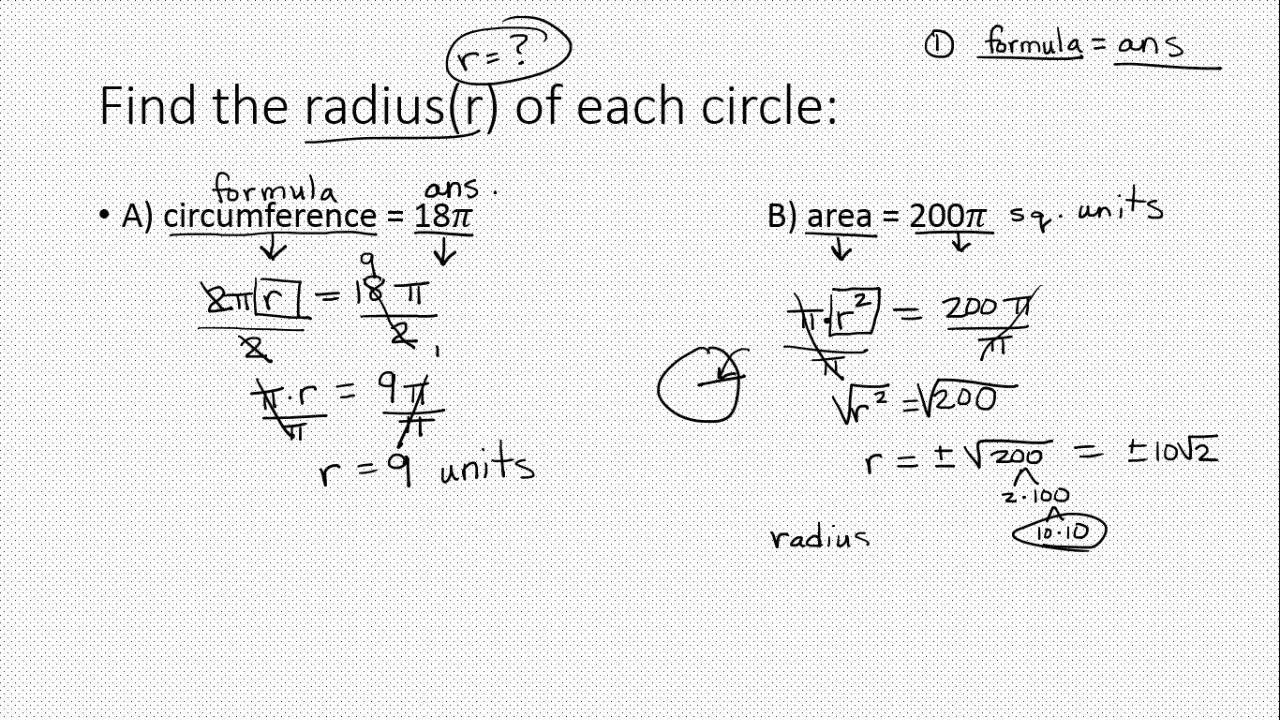 ① formula = ans
r = ?
Find the radius(r) of each circle:
formula ans.
• A) circumference = 18π
2πr = 18π
9
2 2 1
π·r = 9π
π π
r = 9 units
B) area = 200π sq. units
π·r² = 200π
π π
√r² = √200
r = ±√200 = ±10√2
2·100
10·10
radius